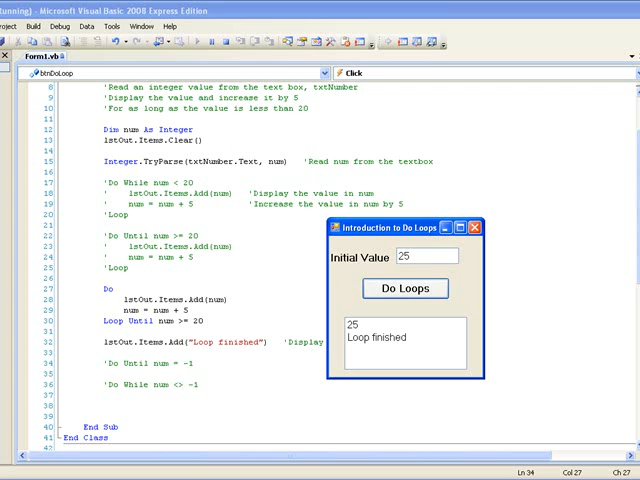 Running) - Microsoft Visual Basic 2008 Express Edition
roject Build Debug Data Tools Window Help
Form1.vb
btnDoLoop Click
8 'Read an integer value from the text box, txtNumber
9 'Display the value and increase it by 5
10 'For as long as the value is less than 20
11
12 Dim num As Integer
13 lstOut.Items.Clear()
14
15 Integer.TryParse(txtNumber.Text, num) 'Read num from the textbox
16
17 'Do While num < 20
18 ' lstOut.Items.Add(num) 'Display the value in num
19 ' num = num + 5 'Increase the value in num by 5
20 'Loop
21
22 'Do Until num >= 20
23 ' lstOut.Items.Add(num)
24 ' num = num + 5
25 'Loop
26
27 Do
28 lstOut.Items.Add(num)
29 num = num + 5
30 Loop Until num >= 20
31
32 lstOut.Items.Add("Loop finished") 'Display
33
34 'Do Until num = -1
35
36 'Do While num <> -1
37
38
39
40 End Sub
41 End Class
42
Introduction to Do Loops
Initial Value 25
Do Loops
25
Loop finished
Ln 34 Col 27 Ch 27